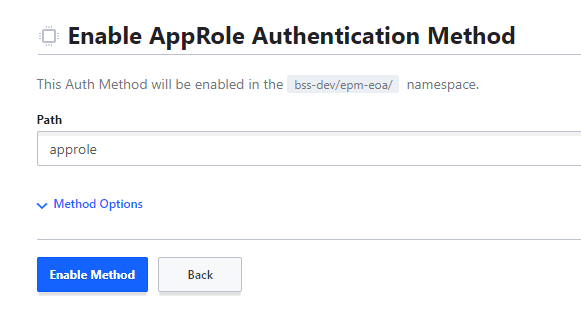 Enable AppRole Authentication Method
This Auth Method will be enabled in the bss-dev/epm-eoa/ namespace.
Path
approle
Method Options
Enable Method Back